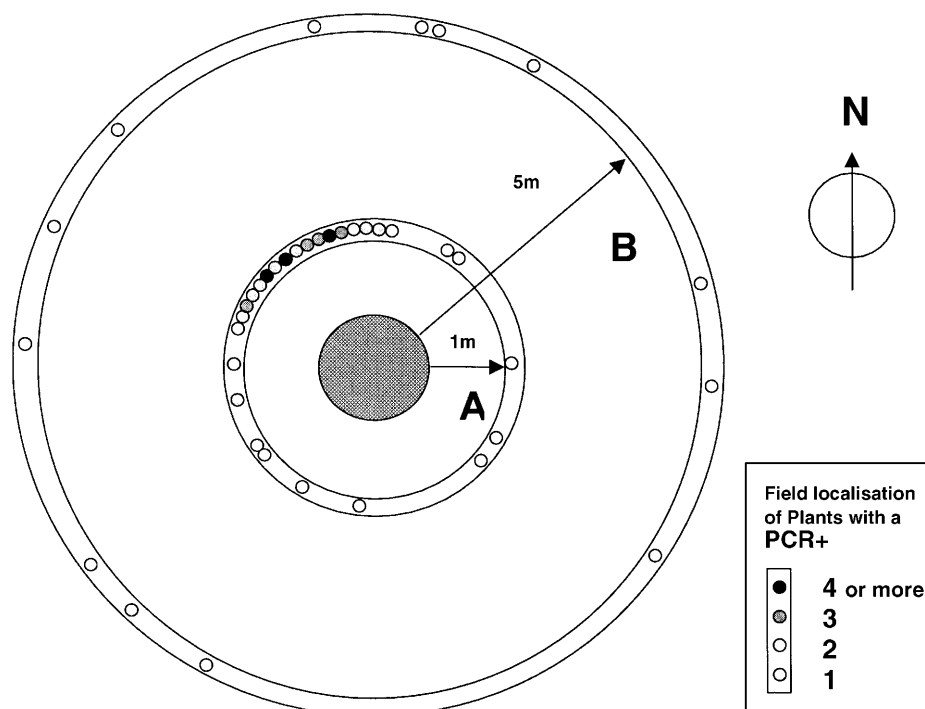 N
5m
B
1m
A
Field localisation
of Plants with a
PCR+
4 or more
3
2
1